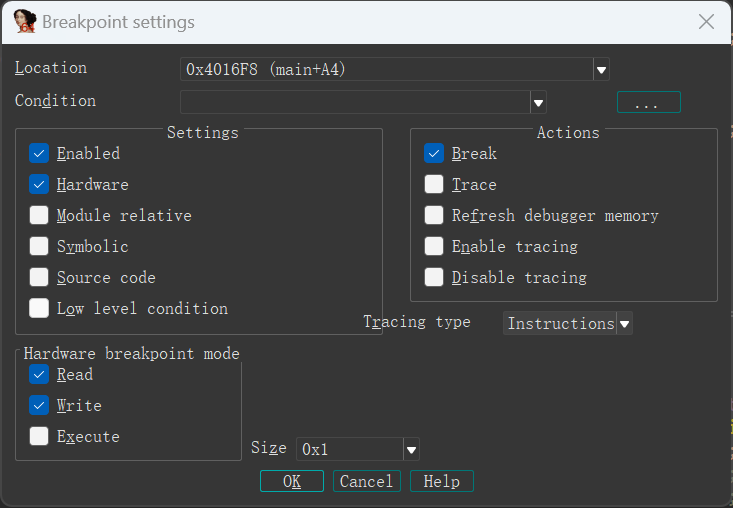 Breakpoint settings
Location 0x4016F8 (main+A4)
Condition ...
Settings
Enabled
Hardware
Module relative
Symbolic
Source code
Low level condition
Actions
Break
Trace
Refresh debugger memory
Enable tracing
Disable tracing
Tracing type Instructions
Hardware breakpoint mode
Read
Write
Execute
Size 0x1
OK Cancel Help